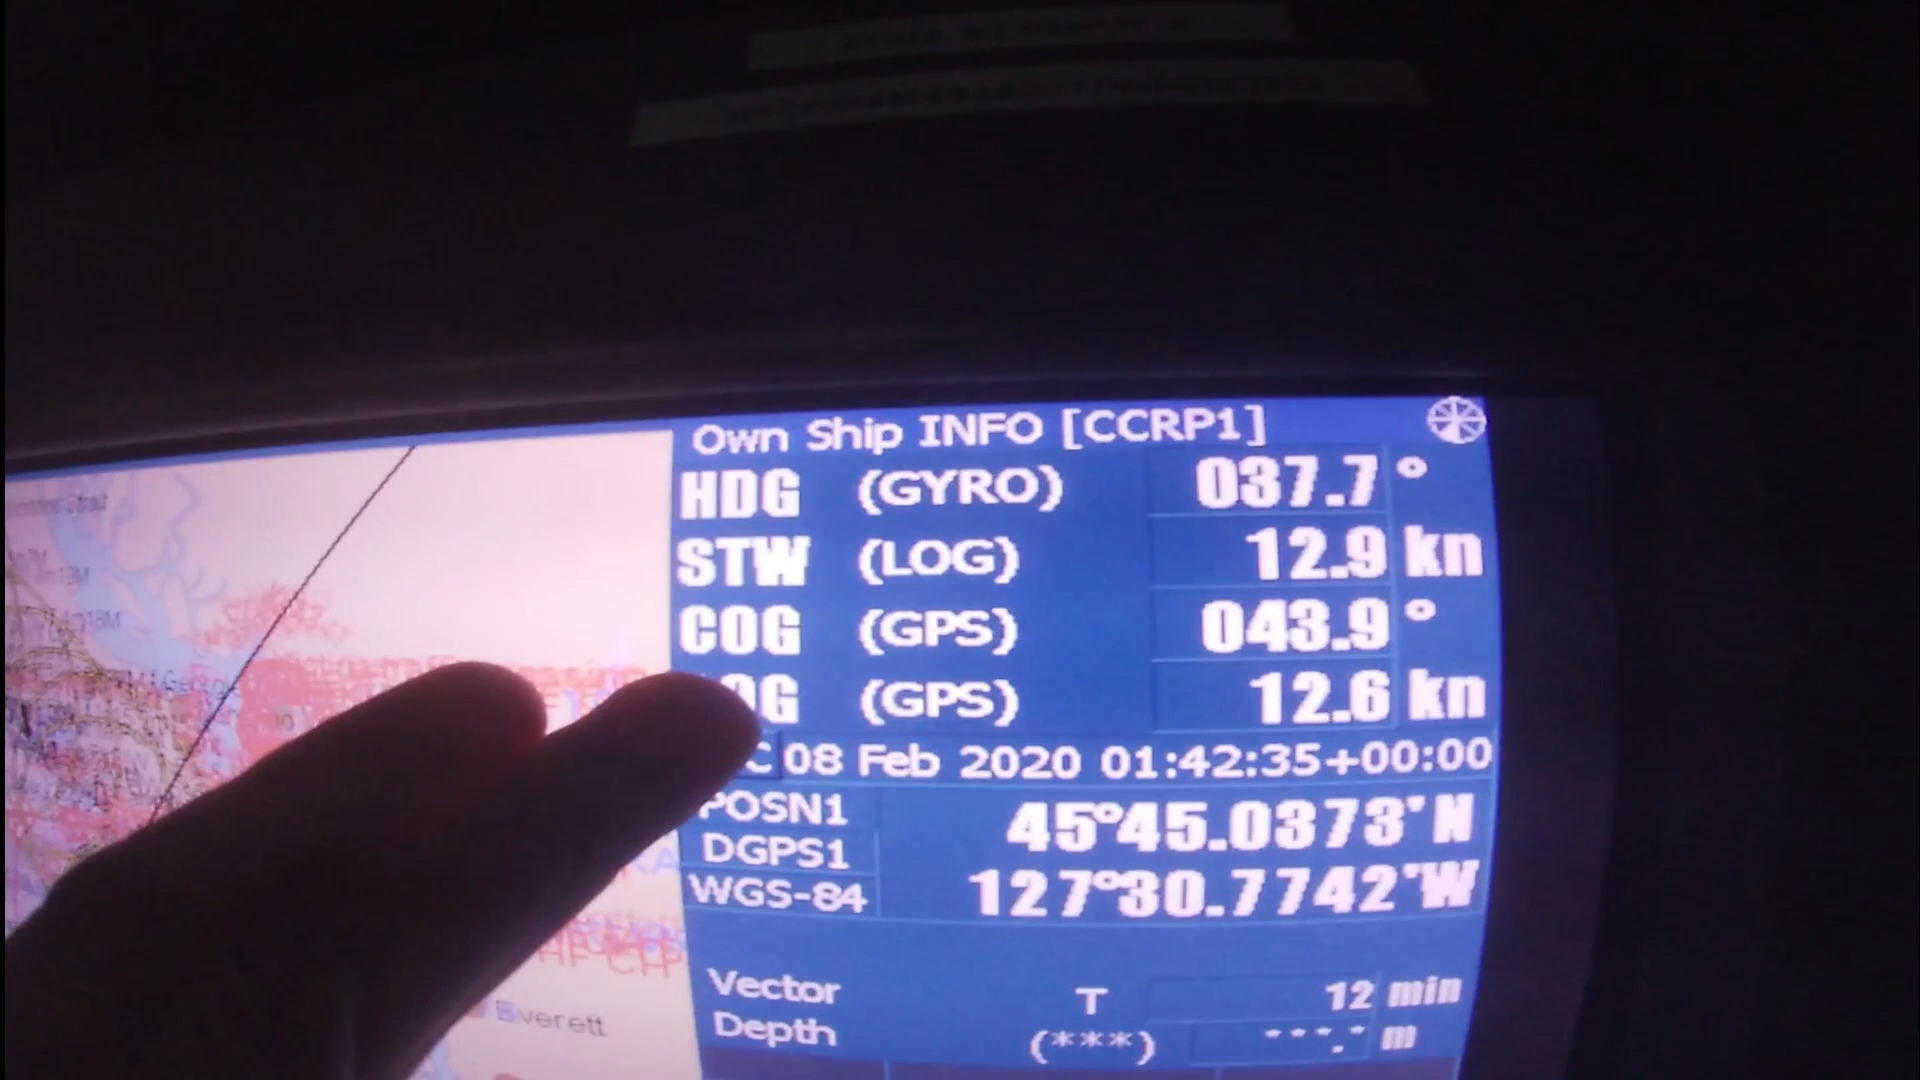 Own Ship INFO [CCRP1]
HDG (GYRO) 037.7 °
STW (LOG) 12.9 kn
COG (GPS) 043.9 °
OG (GPS) 12.6 kn
C 08 Feb 2020 01:42:35+00:00
POSN1 45°45.0373'N
DGPS1
WGS-84 127°30.7742'W
Vector T 12 min
Depth (***) ***.* m
Everett